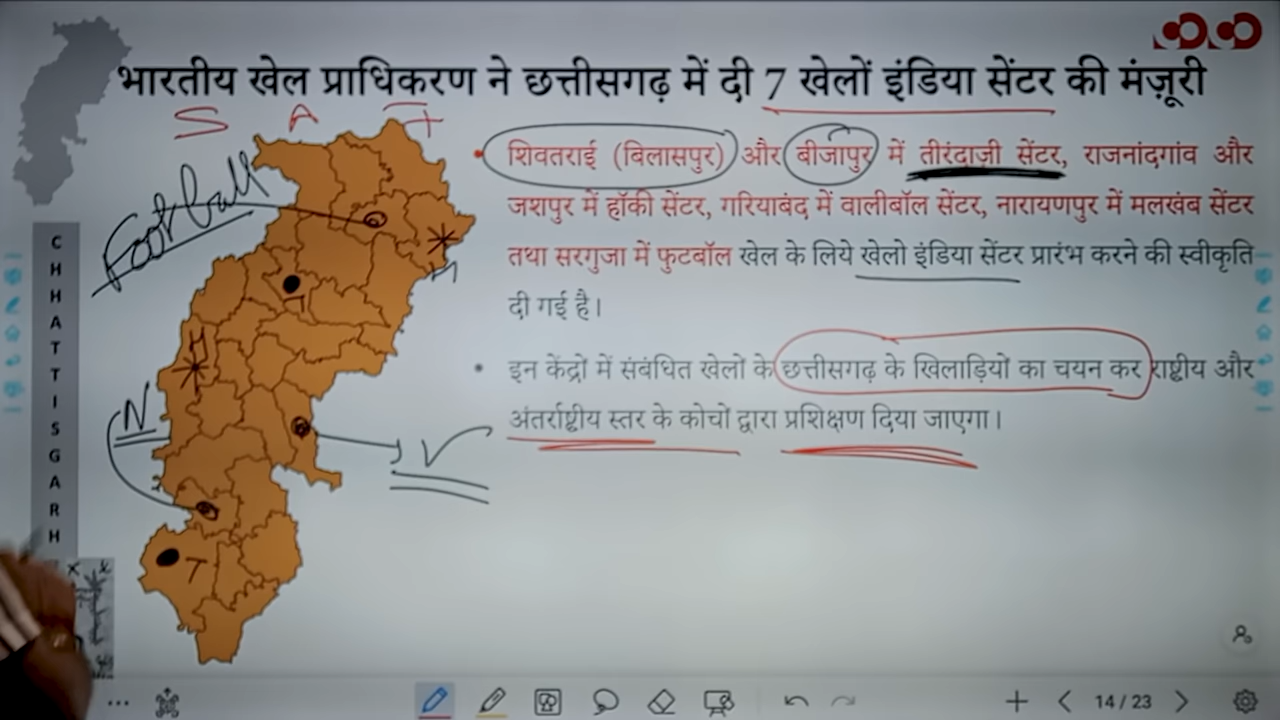 भारतीय खेल प्राधिकरण ने छत्तीसगढ़ में दी 7 खेलों इंडिया सेंटर की मंज़ूरी
S A I
• शिवतराई (बिलासपुर) और बीजापुर में तीरंदाजी सेंटर, राजनांदगांव और
जशपुर में हॉकी सेंटर, गरियाबंद में वालीबॉल सेंटर, नारायणपुर में मलखंब सेंटर
तथा सरगुजा में फुटबॉल खेल के लिये खेलो इंडिया सेंटर प्रारंभ करने की स्वीकृति
दी गई है।
• इन केंद्रों में संबंधित खेलों के छत्तीसगढ़ के खिलाड़ियों का चयन कर राष्ट्रीय और
अंतर्राष्ट्रीय स्तर के कोचों द्वारा प्रशिक्षण दिया जाएगा।
Football
H
T
H
N
V
T
CHHATTISGARH
14 / 23